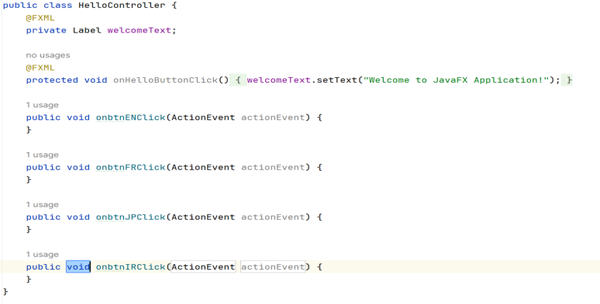 public class HelloController {
@FXML
private Label welcomeText;
no usages
@FXML
protected void onHelloButtonClick() { welcomeText.setText("Welcome to JavaFX Application!"); }
1 usage
public void onbtnENClick(ActionEvent actionEvent) {
}
1 usage
public void onbtnFRClick(ActionEvent actionEvent) {
}
1 usage
public void onbtnJPClick(ActionEvent actionEvent) {
}
1 usage
public void onbtnIRClick(ActionEvent actionEvent) {
}
}